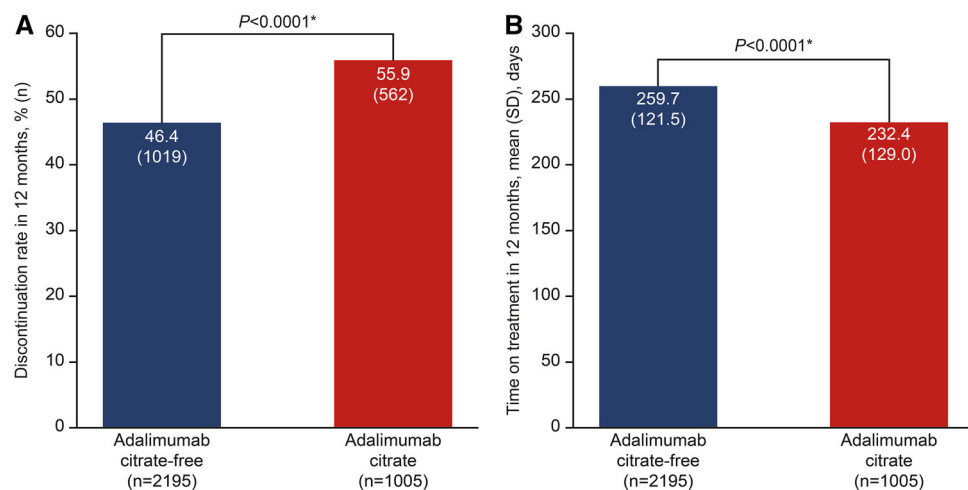 A
P<0.0001*
Discontinuation rate in 12 months, % (n)
60
50
40
30
20
10
0
46.4
(1019)
55.9
(562)
Adalimumab
citrate-free
(n=2195)
Adalimumab
citrate
(n=1005)
B
P<0.0001*
Time on treatment in 12 months, mean (SD), days
300
250
200
150
100
50
0
259.7
(121.5)
232.4
(129.0)
Adalimumab
citrate-free
(n=2195)
Adalimumab
citrate
(n=1005)